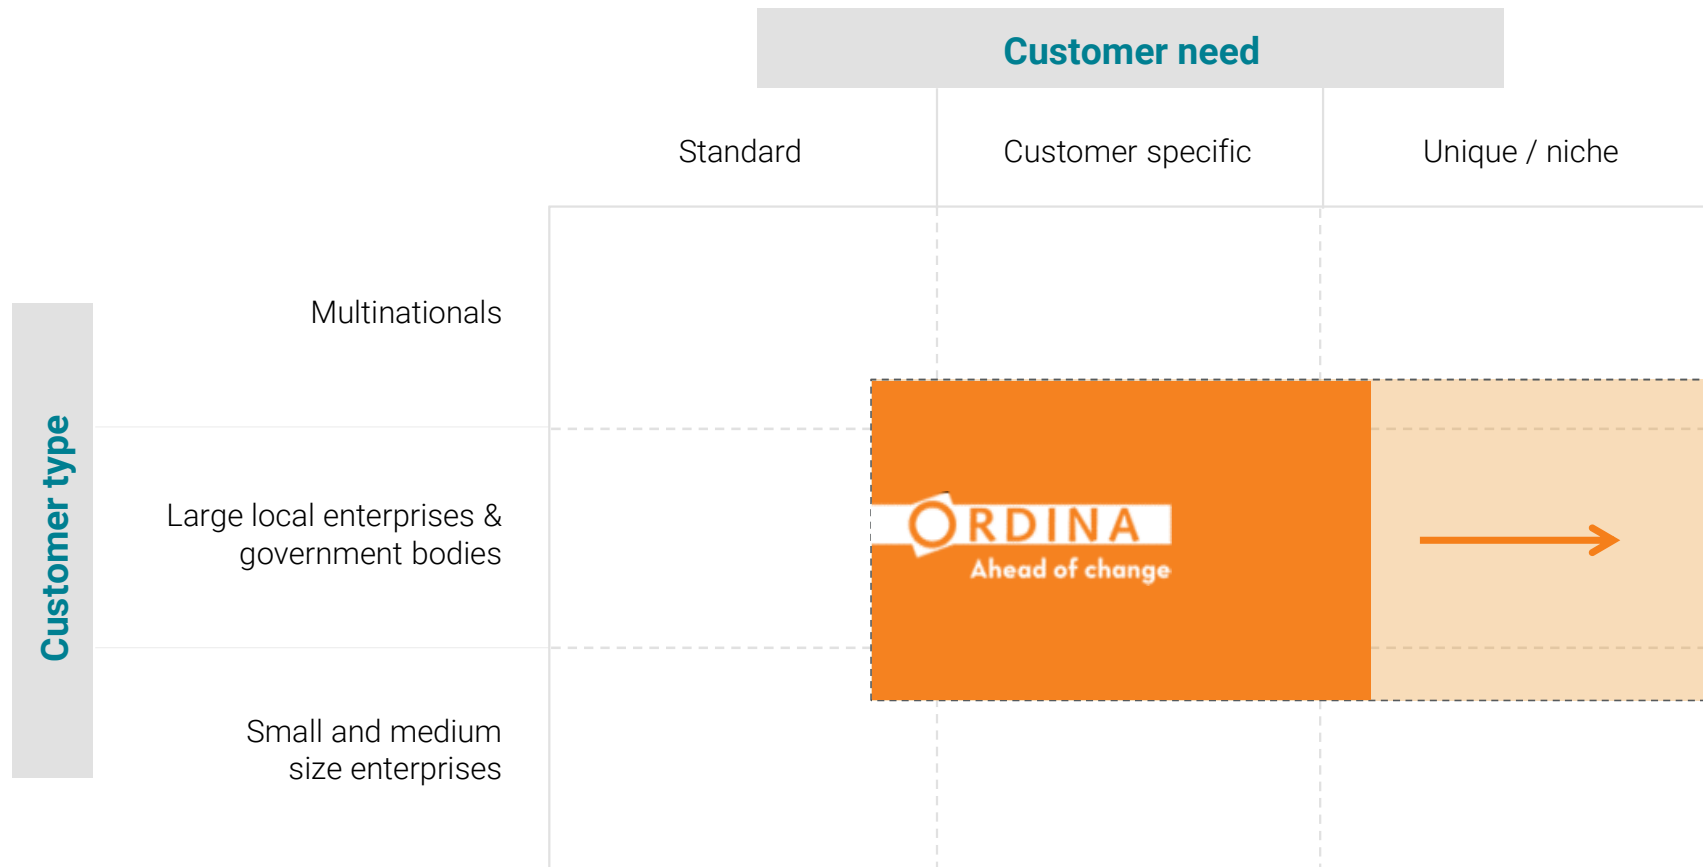 Customer need
Standard
Customer specific
Unique / niche
Multinationals
Customer type
Large local enterprises &
government bodies
ORDINA
Ahead of change
Small and medium
size enterprises